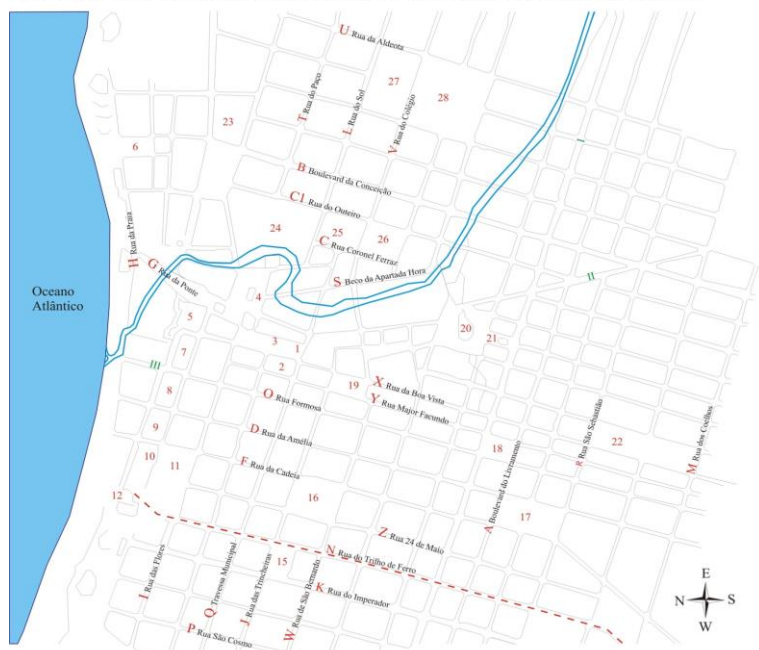 U Rua da Aldeota
27
28
T Rua do Paço
L Rua do Sol
V Rua do Colégio
23
6
I
B Boulevard da Conceição
C1 Rua do Outeiro
24
25
26
C Rua Coronel Ferraz
H Rua da Praia
G Rua da Ponte
S Beco da Apartada Hora
II
Oceano
Atlântico
4
5
3
1
20
21
7
III
2
19
X Rua da Boa Vista
Y Rua Major Facundo
8
O Rua Formosa
9
D Rua da Amélia
18
A Boulevard do Livramento
R Rua São Sebastião
22
M Rua dos Coelhos
10
11
F Rua da Cadeia
12
16
17
Z Rua 24 de Maio
N Rua do Trilho de Ferro
15
I Rua das Flores
Q Travessa Municipal
J Rua das Trincheiras
W Rua de São Bernardo
K Rua do Imperador
P Rua São Cosmo
E
N
S
W